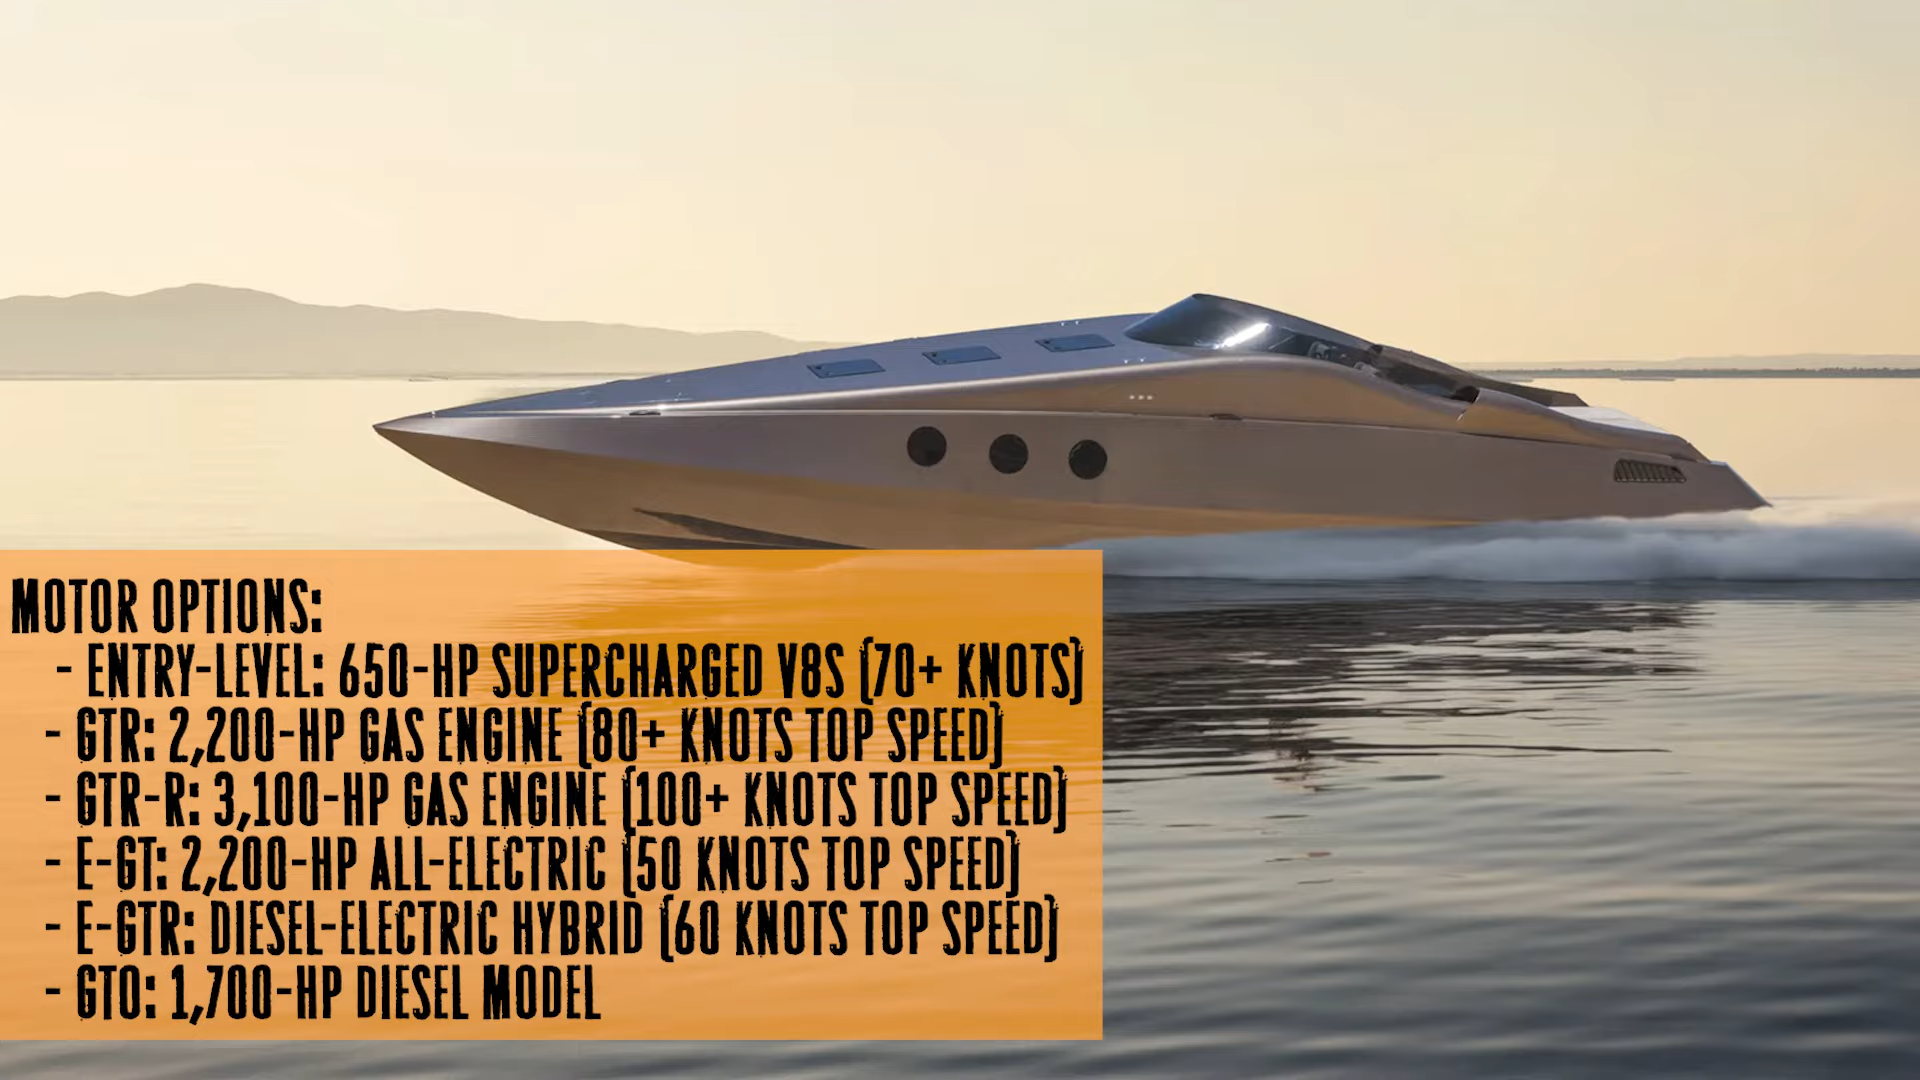 MOTOR OPTIONS:
- ENTRY-LEVEL: 650-HP SUPERCHARGED V8S (70+ KNOTS)
- GTR: 2,200-HP GAS ENGINE (80+ KNOTS TOP SPEED)
- GTR-R: 3,100-HP GAS ENGINE (100+ KNOTS TOP SPEED)
- E-GT: 2,200-HP ALL-ELECTRIC (50 KNOTS TOP SPEED)
- E-GTR: DIESEL-ELECTRIC HYBRID (60 KNOTS TOP SPEED)
- GTO: 1,700-HP DIESEL MODEL